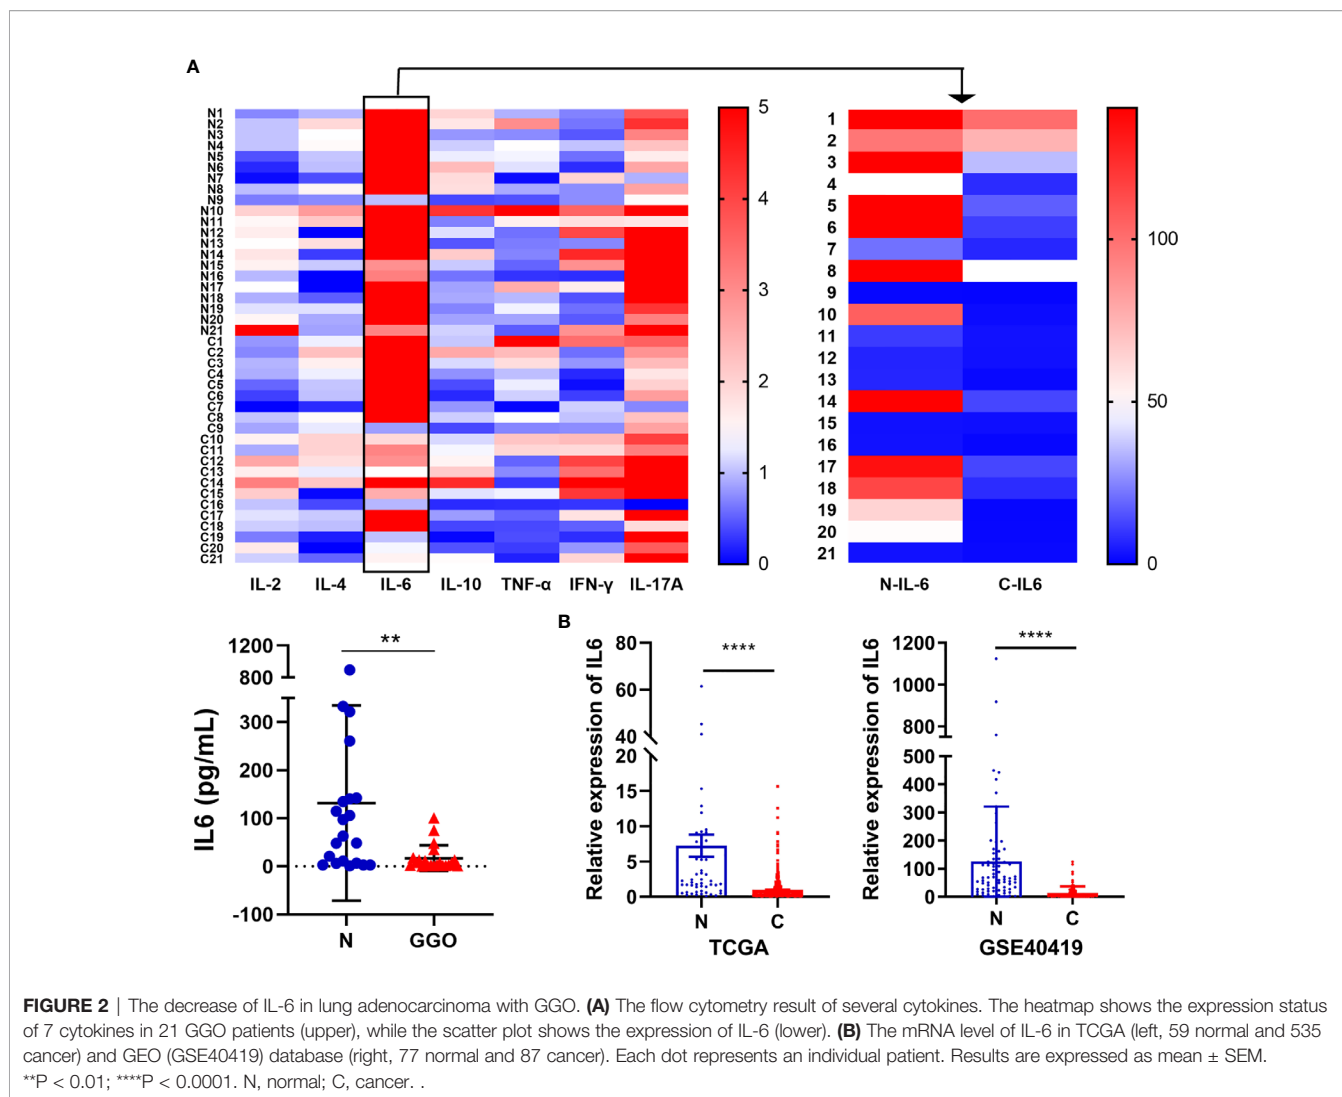 A
N1
N2
N3
N4
N5
N6
N7
N8
N9
N10
N11
N12
N13
N14
N15
N16
N17
N18
N19
N20
N21
C1
C2
C3
C4
C5
C6
C7
C8
C9
C10
C11
C12
C13
C14
C15
C16
C17
C18
C19
C20
C21
IL-2 IL-4 IL-6 IL-10 TNF-α IFN-γ IL-17A
5
4
3
2
1
0
1
2
3
4
5
6
7
8
9
10
11
12
13
14
15
16
17
18
19
20
21
N-IL-6 C-IL6
100
50
0
IL6 (pg/mL)
1200
800
300
200
100
0
-100
**
N GGO
B
Relative expression of IL6
80
60
40
20
15
10
5
0
****
N C
TCGA
Relative expression of IL6
1200
1000
800
500
400
300
200
100
0
****
N C
GSE40419
FIGURE 2 | The decrease of IL-6 in lung adenocarcinoma with GGO. (A) The flow cytometry result of several cytokines. The heatmap shows the expression status
of 7 cytokines in 21 GGO patients (upper), while the scatter plot shows the expression of IL-6 (lower). (B) The mRNA level of IL-6 in TCGA (left, 59 normal and 535
cancer) and GEO (GSE40419) database (right, 77 normal and 87 cancer). Each dot represents an individual patient. Results are expressed as mean ± SEM.
**P < 0.01; ****P < 0.0001. N, normal; C, cancer. .